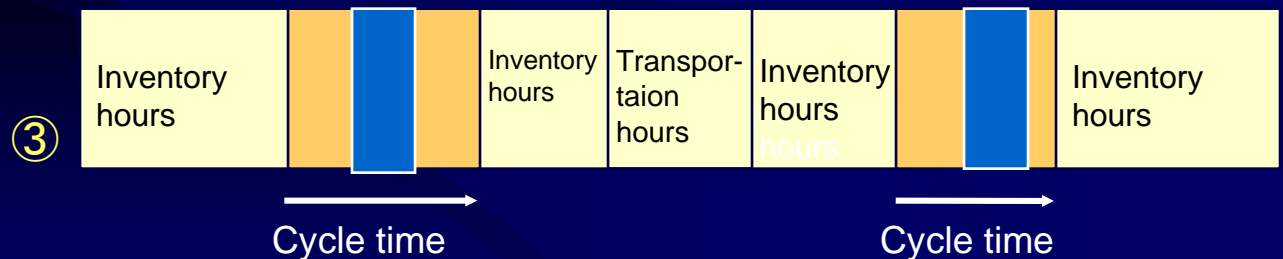 ③
Inventory
hours
Inventory
hours
Transpor-
taion
hours
Inventory
hours
hours
Inventory
hours
Cycle time
Cycle time